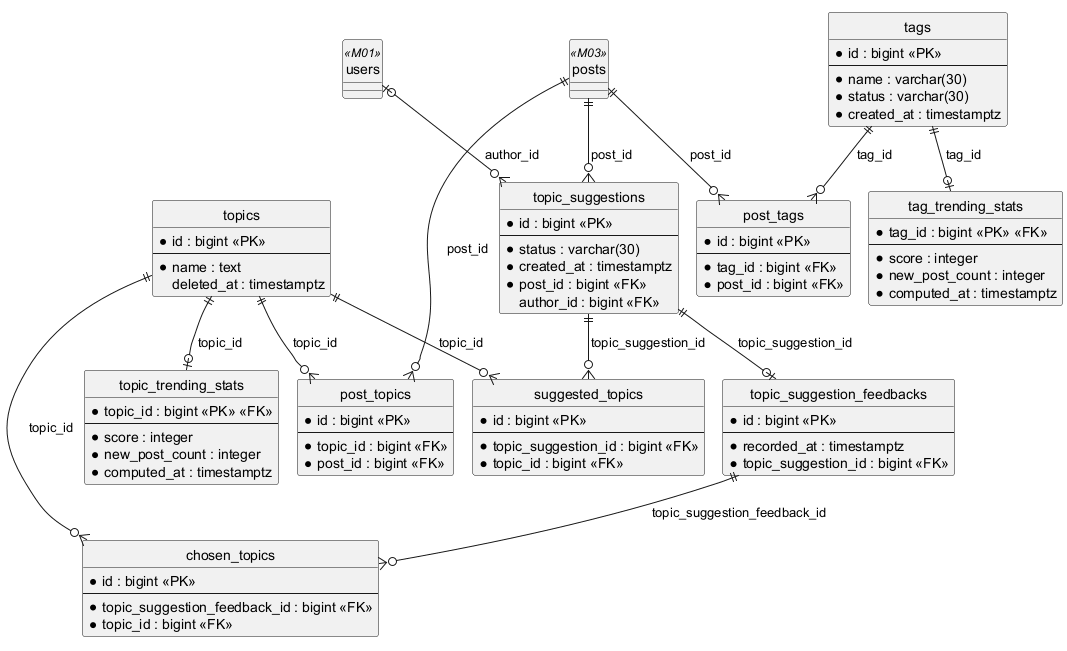 «M01»
users
«M03»
posts
tags
* id : bigint «PK»
* name : varchar(30)
* status : varchar(30)
* created_at : timestamptz
author_id
post_id
post_id
tag_id
tag_id
topics
* id : bigint «PK»
* name : text
deleted_at : timestamptz
post_id
topic_suggestions
* id : bigint «PK»
* status : varchar(30)
* created_at : timestamptz
* post_id : bigint «FK»
author_id : bigint «FK»
post_tags
* id : bigint «PK»
* tag_id : bigint «FK»
* post_id : bigint «FK»
tag_trending_stats
* tag_id : bigint «PK» «FK»
* score : integer
* new_post_count : integer
* computed_at : timestamptz
topic_id
topic_id
topic_id
topic_suggestion_id
topic_suggestion_id
topic_id
topic_trending_stats
* topic_id : bigint «PK» «FK»
* score : integer
* new_post_count : integer
* computed_at : timestamptz
post_topics
* id : bigint «PK»
* topic_id : bigint «FK»
* post_id : bigint «FK»
suggested_topics
* id : bigint «PK»
* topic_suggestion_id : bigint «FK»
* topic_id : bigint «FK»
topic_suggestion_feedbacks
* id : bigint «PK»
* recorded_at : timestamptz
* topic_suggestion_id : bigint «FK»
topic_suggestion_feedback_id
chosen_topics
* id : bigint «PK»
* topic_suggestion_feedback_id : bigint «FK»
* topic_id : bigint «FK»